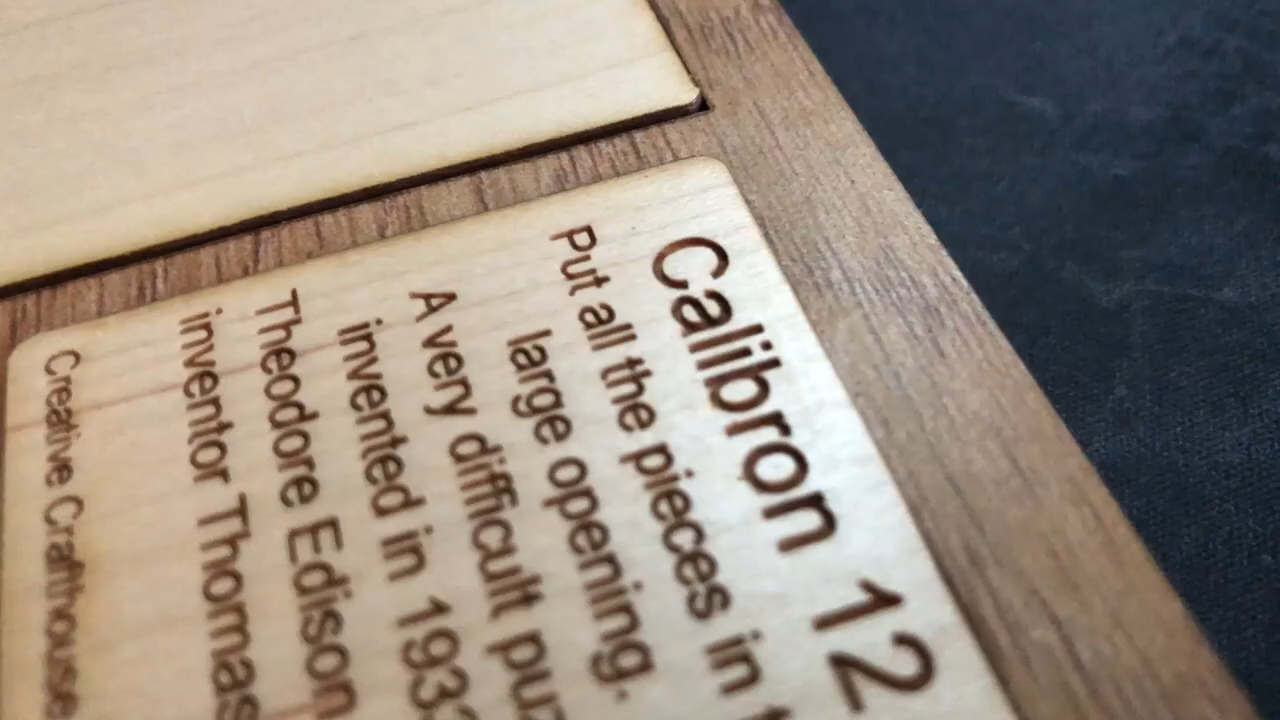 Calibron 12
Put all the pieces in
large opening.
A very difficult
invented in
Theodore Edison
inventor Thomas
Creative Crafthouse